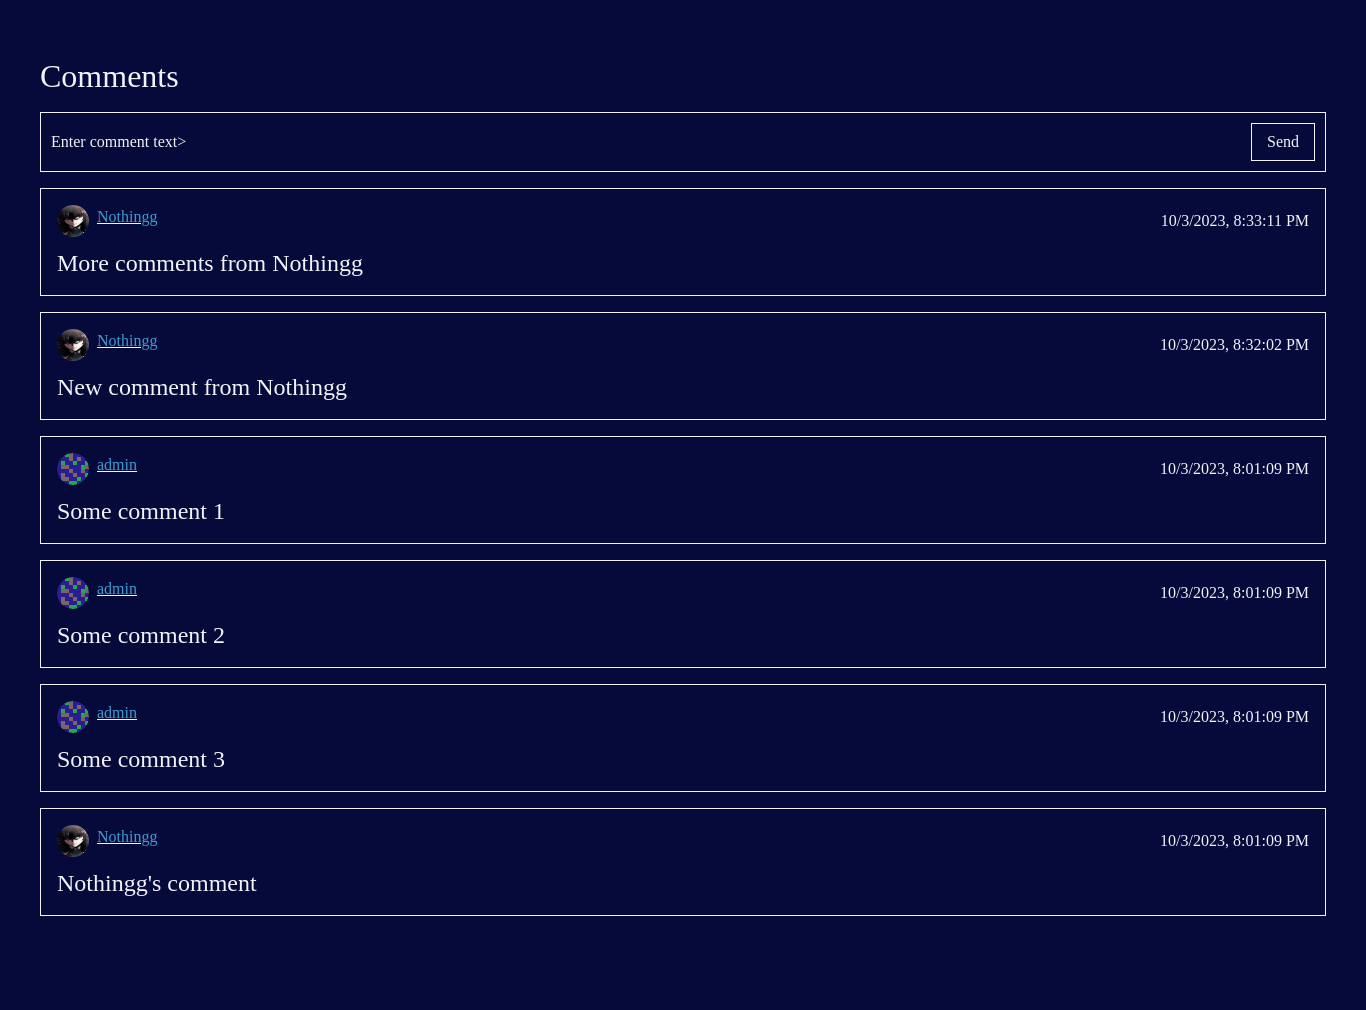 Comments
Enter comment text>
Send
Nothingg
10/3/2023, 8:33:11 PM
More comments from Nothingg
Nothingg
10/3/2023, 8:32:02 PM
New comment from Nothingg
admin
10/3/2023, 8:01:09 PM
Some comment 1
admin
10/3/2023, 8:01:09 PM
Some comment 2
admin
10/3/2023, 8:01:09 PM
Some comment 3
Nothingg
10/3/2023, 8:01:09 PM
Nothingg's comment